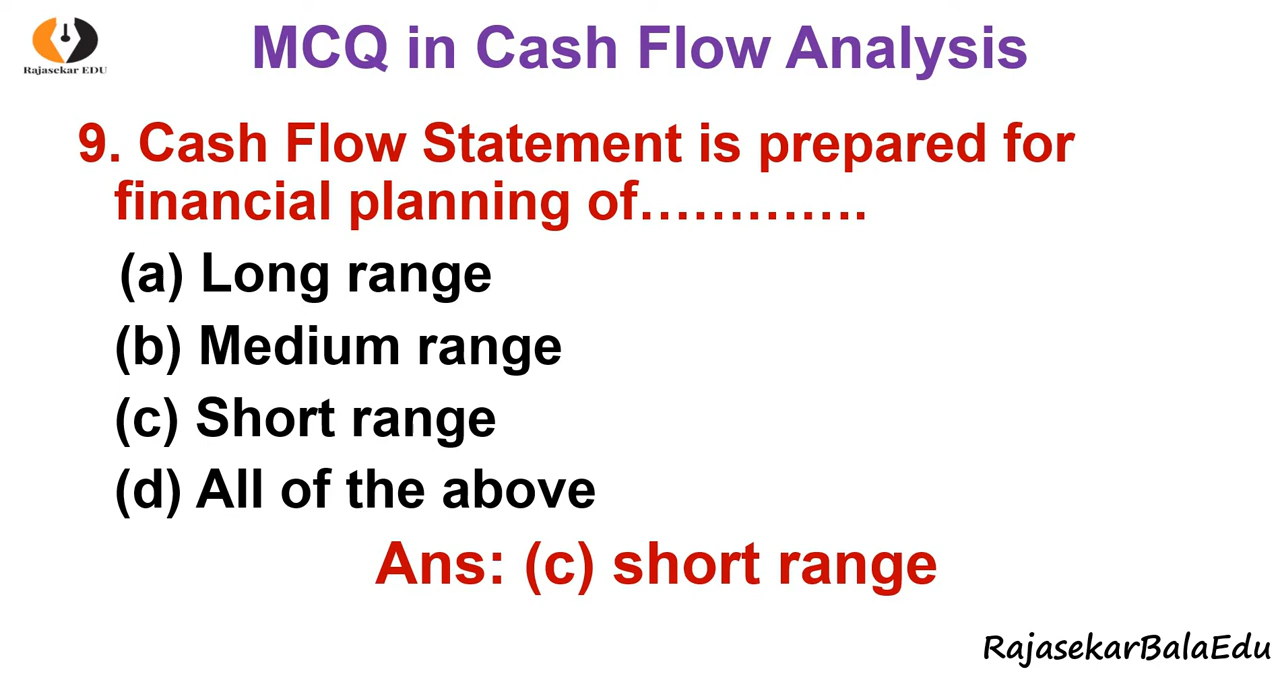 Rajasekar EDU
MCQ in Cash Flow Analysis
9. Cash Flow Statement is prepared for
financial planning of………….
(a) Long range
(b) Medium range
(c) Short range
(d) All of the above
Ans: (c) short range
RajasekarBalaEdu